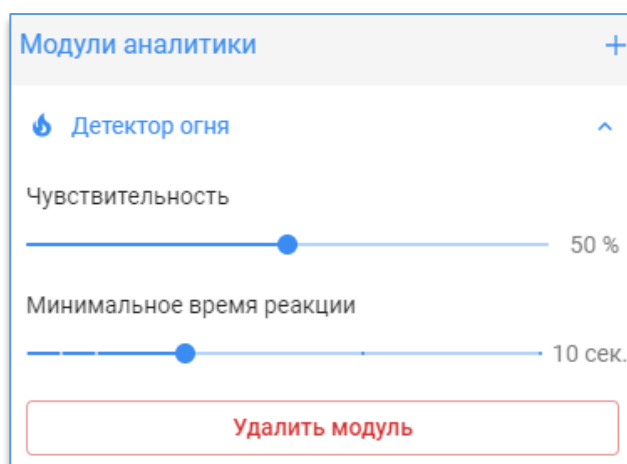 Модули аналитики +
Детектор огня
Чувствительность
50 %
Минимальное время реакции
10 сек.
Удалить модуль